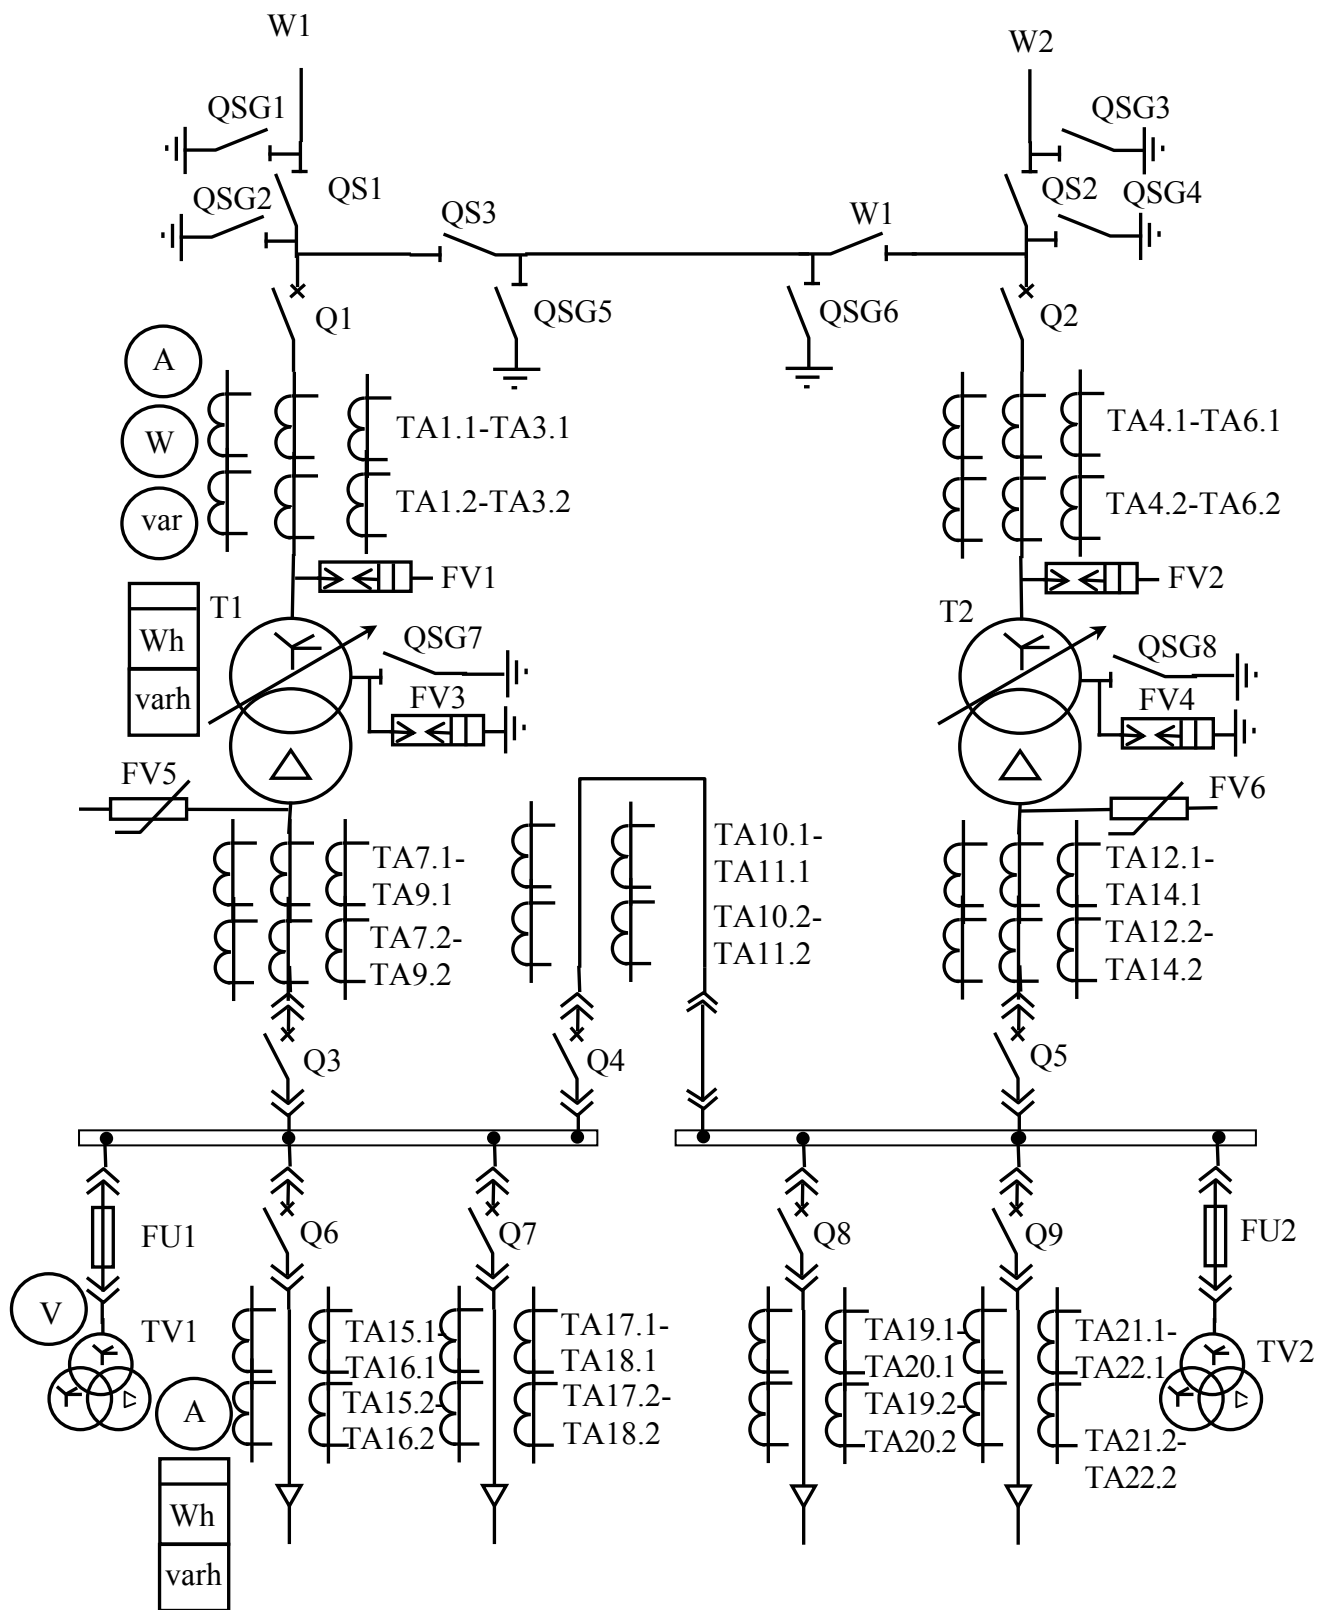 W1
W2
QSG1
QSG3
QSG2
QS1
QS3
W1
QS2
QSG4
Q1
QSG5
QSG6
Q2
A
W
var
TA1.1-TA3.1
TA1.2-TA3.2
TA4.1-TA6.1
TA4.2-TA6.2
FV1
FV2
T1
T2
Wh
varh
QSG7
FV3
QSG8
FV4
FV5
FV6
TA7.1-
TA9.1
TA7.2-
TA9.2
TA10.1-
TA11.1
TA10.2-
TA11.2
TA12.1-
TA14.1
TA12.2-
TA14.2
Q3
Q4
Q5
FU1
Q6
Q7
Q8
Q9
FU2
V
TV1
TA15.1-
TA16.1
TA15.2-
TA16.2
TA17.1-
TA18.1
TA17.2-
TA18.2
TA19.1-
TA20.1
TA19.2-
TA20.2
TA21.1-
TA22.1
TA21.2-
TA22.2
TV2
A
Wh
varh